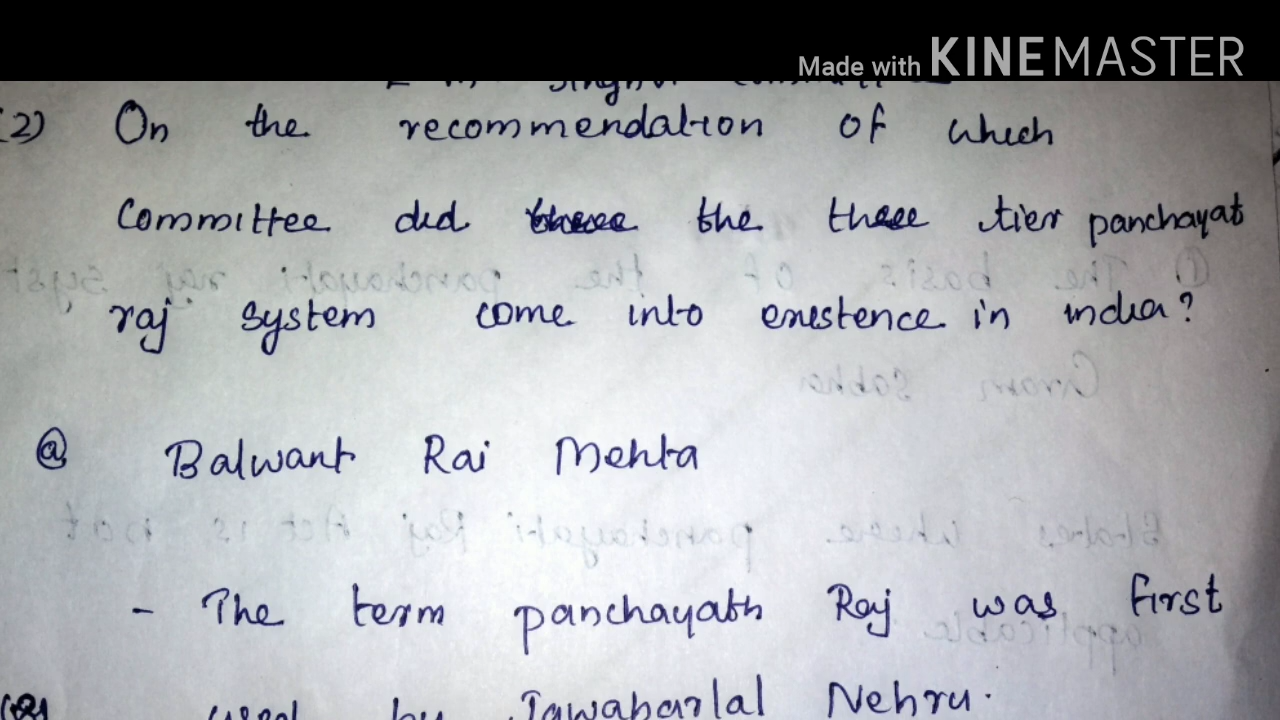 Made with KINEMASTER
(2) On the recommendation of which
Committee did the three tier panchayat
raj system come into existence in india?
@ Balwant Rai Mehta
- The term panchayath Raj was first
used by Jawaharlal Nehru.